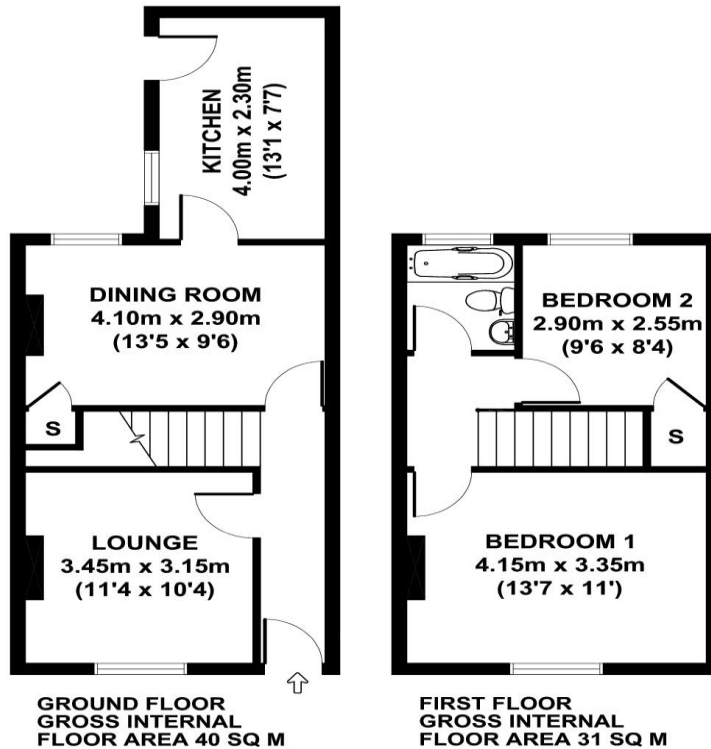 KITCHEN
4.00m x 2.30m
(13'1 x 7'7)
DINING ROOM
4.10m x 2.90m
(13'5 x 9'6)
S
LOUNGE
3.45m x 3.15m
(11'4 x 10'4)
GROUND FLOOR
GROSS INTERNAL
FLOOR AREA 40 SQ M
BEDROOM 2
2.90m x 2.55m
(9'6 x 8'4)
S
BEDROOM 1
4.15m x 3.35m
(13'7 x 11')
FIRST FLOOR
GROSS INTERNAL
FLOOR AREA 31 SQ M